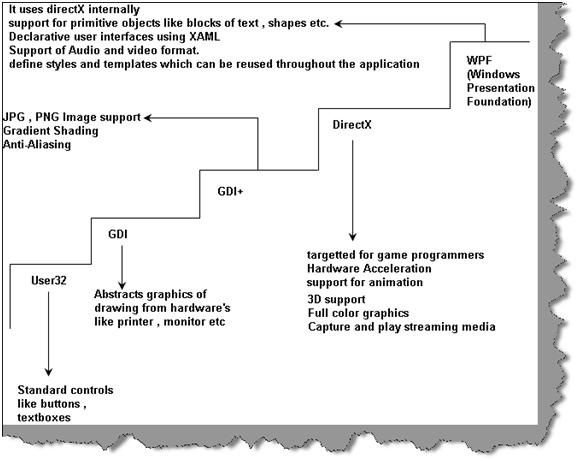 It uses directX internally
support for primitive objects like blocks of text , shapes etc.
Declarative user interfaces using XAML
Support of Audio and video format.
define styles and templates which can be reused throughout the application
WPF
(Windows
Presentation
Foundation)
JPG , PNG Image support
Gradient Shading
Anti-Aliasing
DirectX
GDI+
GDI
User32
targetted for game programmers
Hardware Acceleration
support for animation
3D support
Full color graphics
Capture and play streaming media
Abstracts graphics of
drawing from hardware's
like printer , monitor etc
Standard controls
like buttons ,
textboxes